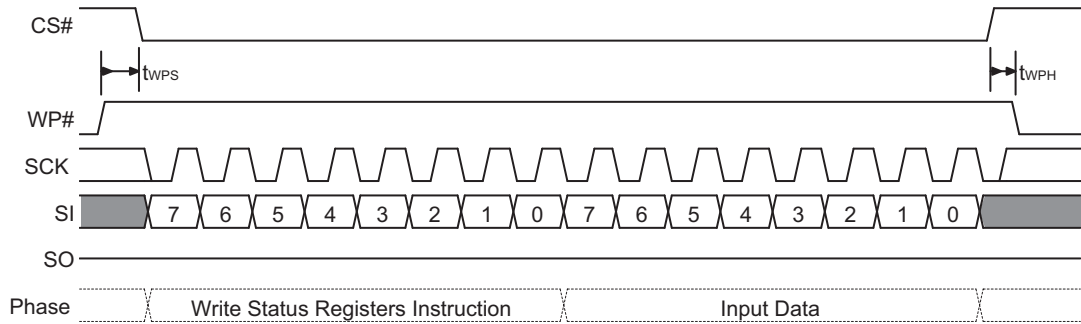 CS#
tWPS
tWPH
WP#
SCK
SI 7 6 5 4 3 2 1 0 7 6 5 4 3 2 1 0
SO
Phase Write Status Registers Instruction Input Data